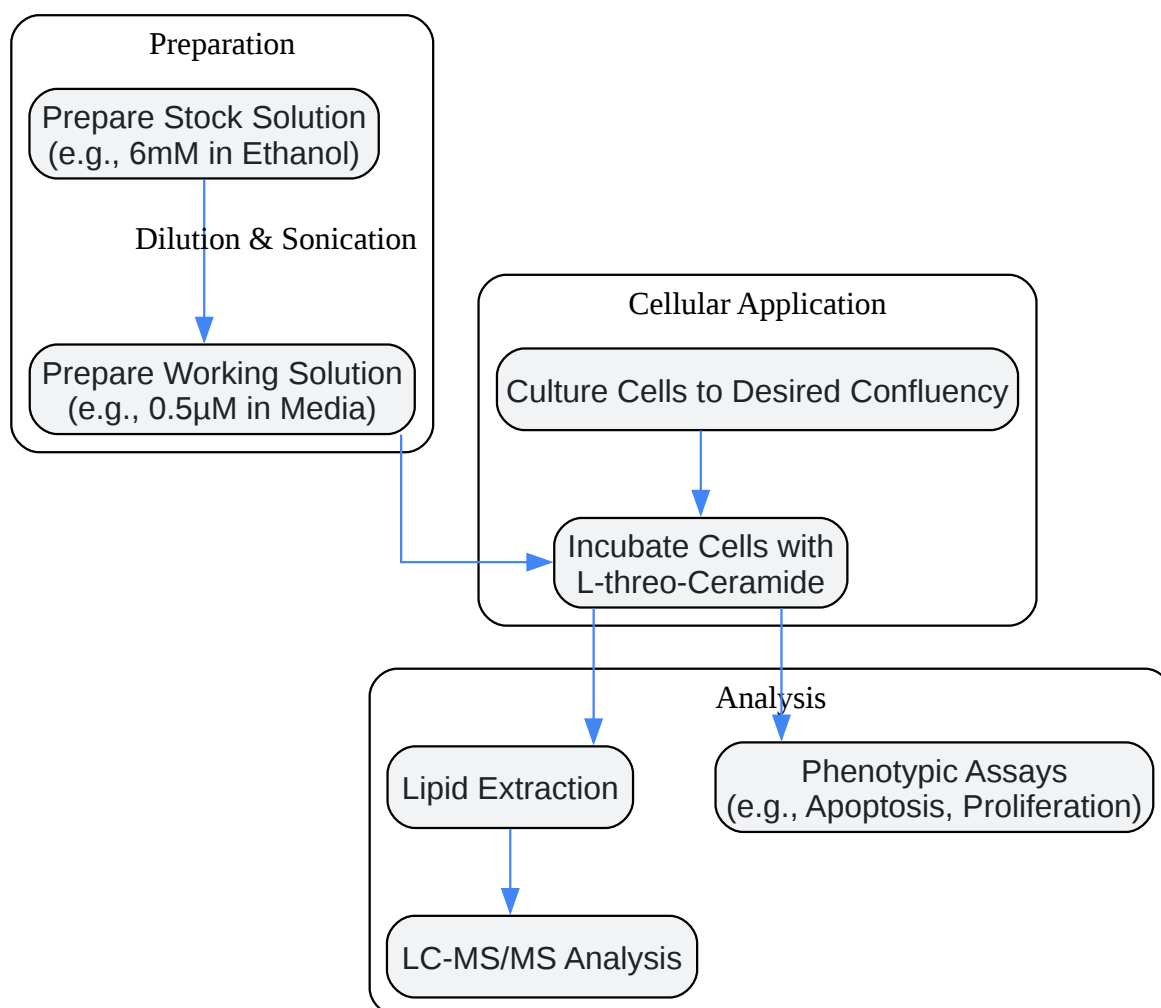 Preparation
Prepare Stock Solution
(e.g., 6mM in Ethanol)
Dilution & Sonication
Prepare Working Solution
(e.g., 0.5µM in Media)
Cellular Application
Culture Cells to Desired Confluency
Incubate Cells with
L-threo-Ceramide
Analysis
Lipid Extraction
Phenotypic Assays
(e.g., Apoptosis, Proliferation)
LC-MS/MS Analysis